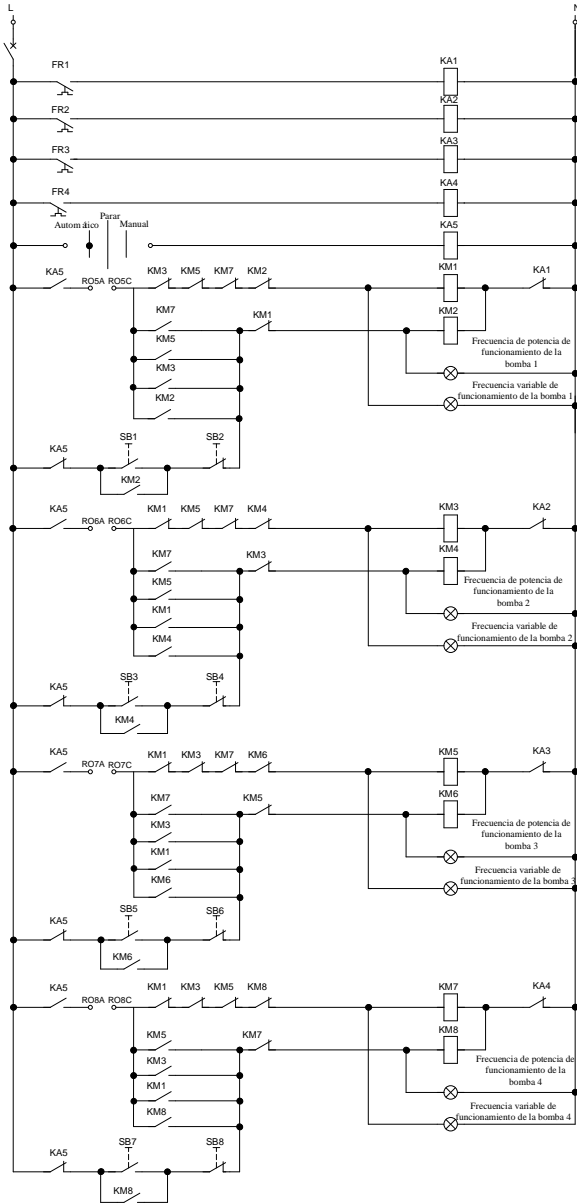 L N
FR1 KA1
FR2 KA2
FR3 KA3
FR4 KA4
Automático Parar Manual KA5
KA5 RO5A RO5C KM3 KM5 KM7 KM2 KM1 KA1
KM7 KM1 KM2
KM5
Frecuencia de potencia de
funcionamiento de la
bomba 1
KM3
Frecuencia variable de
funcionamiento de la bomba 1
KM2
KA5 SB1 SB2
KM2
KA5 RO6A RO6C KM1 KM5 KM7 KM4 KM3 KA2
KM7 KM3 KM4
KM5
Frecuencia de potencia de
funcionamiento de la
bomba 2
KM1
Frecuencia variable de
funcionamiento de la bomba 2
KM4
KA5 SB3 SB4
KM4
KA5 RO7A RO7C KM1 KM3 KM7 KM6 KM5 KA3
KM7 KM5 KM6
KM3
Frecuencia de potencia de
funcionamiento de la
bomba 3
KM1
Frecuencia variable de
funcionamiento de la bomba 3
KM6
KA5 SB5 SB6
KM6
KA5 RO8A RO8C KM1 KM3 KM5 KM8 KM7 KA4
KM5 KM7 KM8
KM3
Frecuencia de potencia de
funcionamiento de la
bomba 4
KM1
Frecuencia variable de
funcionamiento de la bomba 4
KM8
KA5 SB7 SB8
KM8